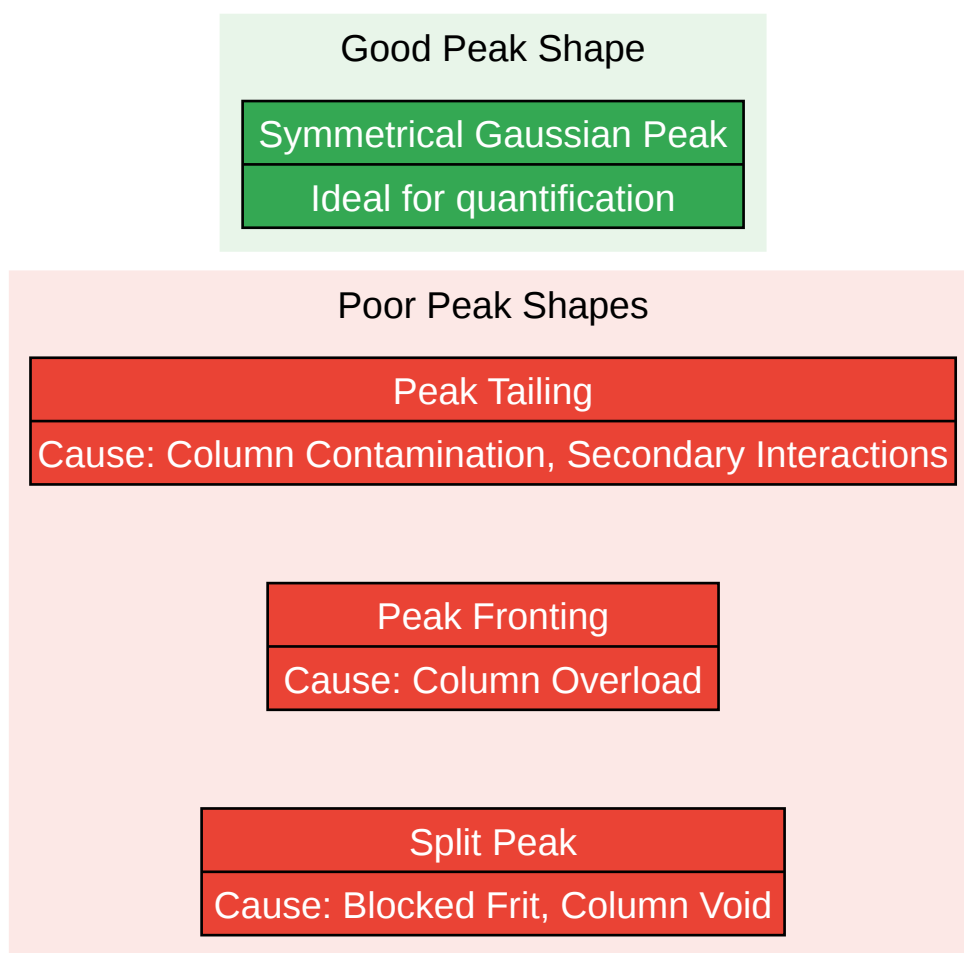 Good Peak Shape
Symmetrical Gaussian Peak
Ideal for quantification
Poor Peak Shapes
Peak Tailing
Cause: Column Contamination, Secondary Interactions
Peak Fronting
Cause: Column Overload
Split Peak
Cause: Blocked Frit, Column Void